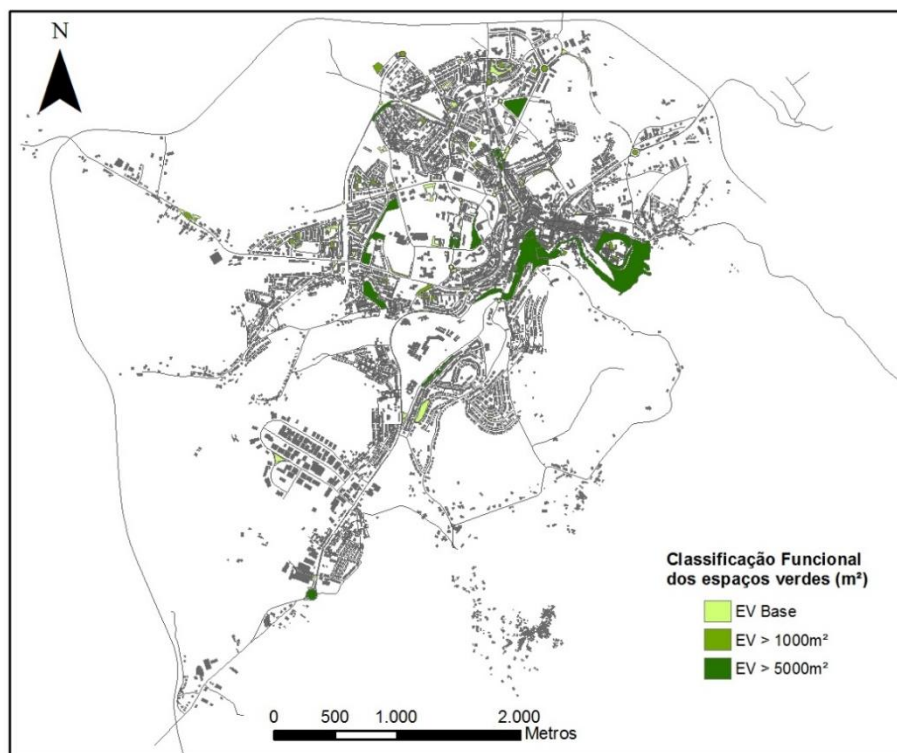 N
Classificação Funcional
dos espaços verdes (m²)
EV Base
EV > 1000m²
EV > 5000m²
0 500 1.000 2.000
Metros